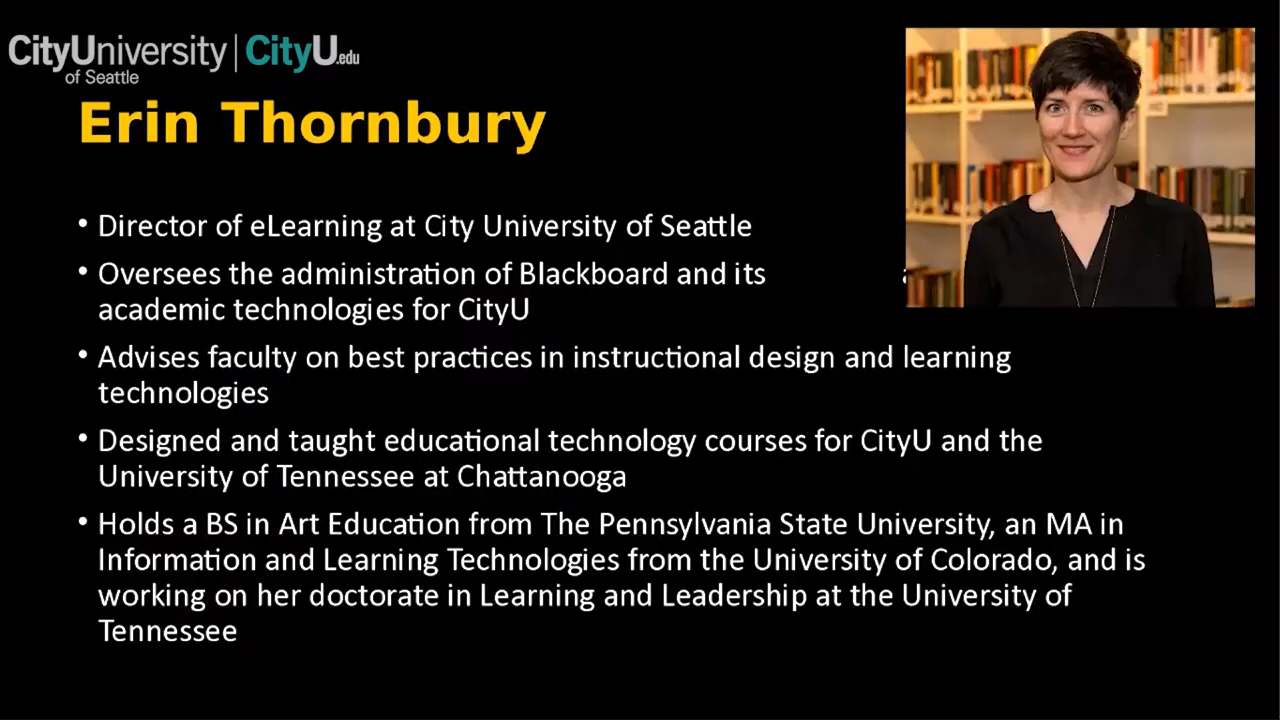 CityUniversity | CityU.edu
of Seattle
Erin Thornbury
• Director of eLearning at City University of Seattle
• Oversees the administration of Blackboard and its
academic technologies for CityU
• Advises faculty on best practices in instructional design and learning
technologies
• Designed and taught educational technology courses for CityU and the
University of Tennessee at Chattanooga
• Holds a BS in Art Education from The Pennsylvania State University, an MA in
Information and Learning Technologies from the University of Colorado, and is
working on her doctorate in Learning and Leadership at the University of
Tennessee